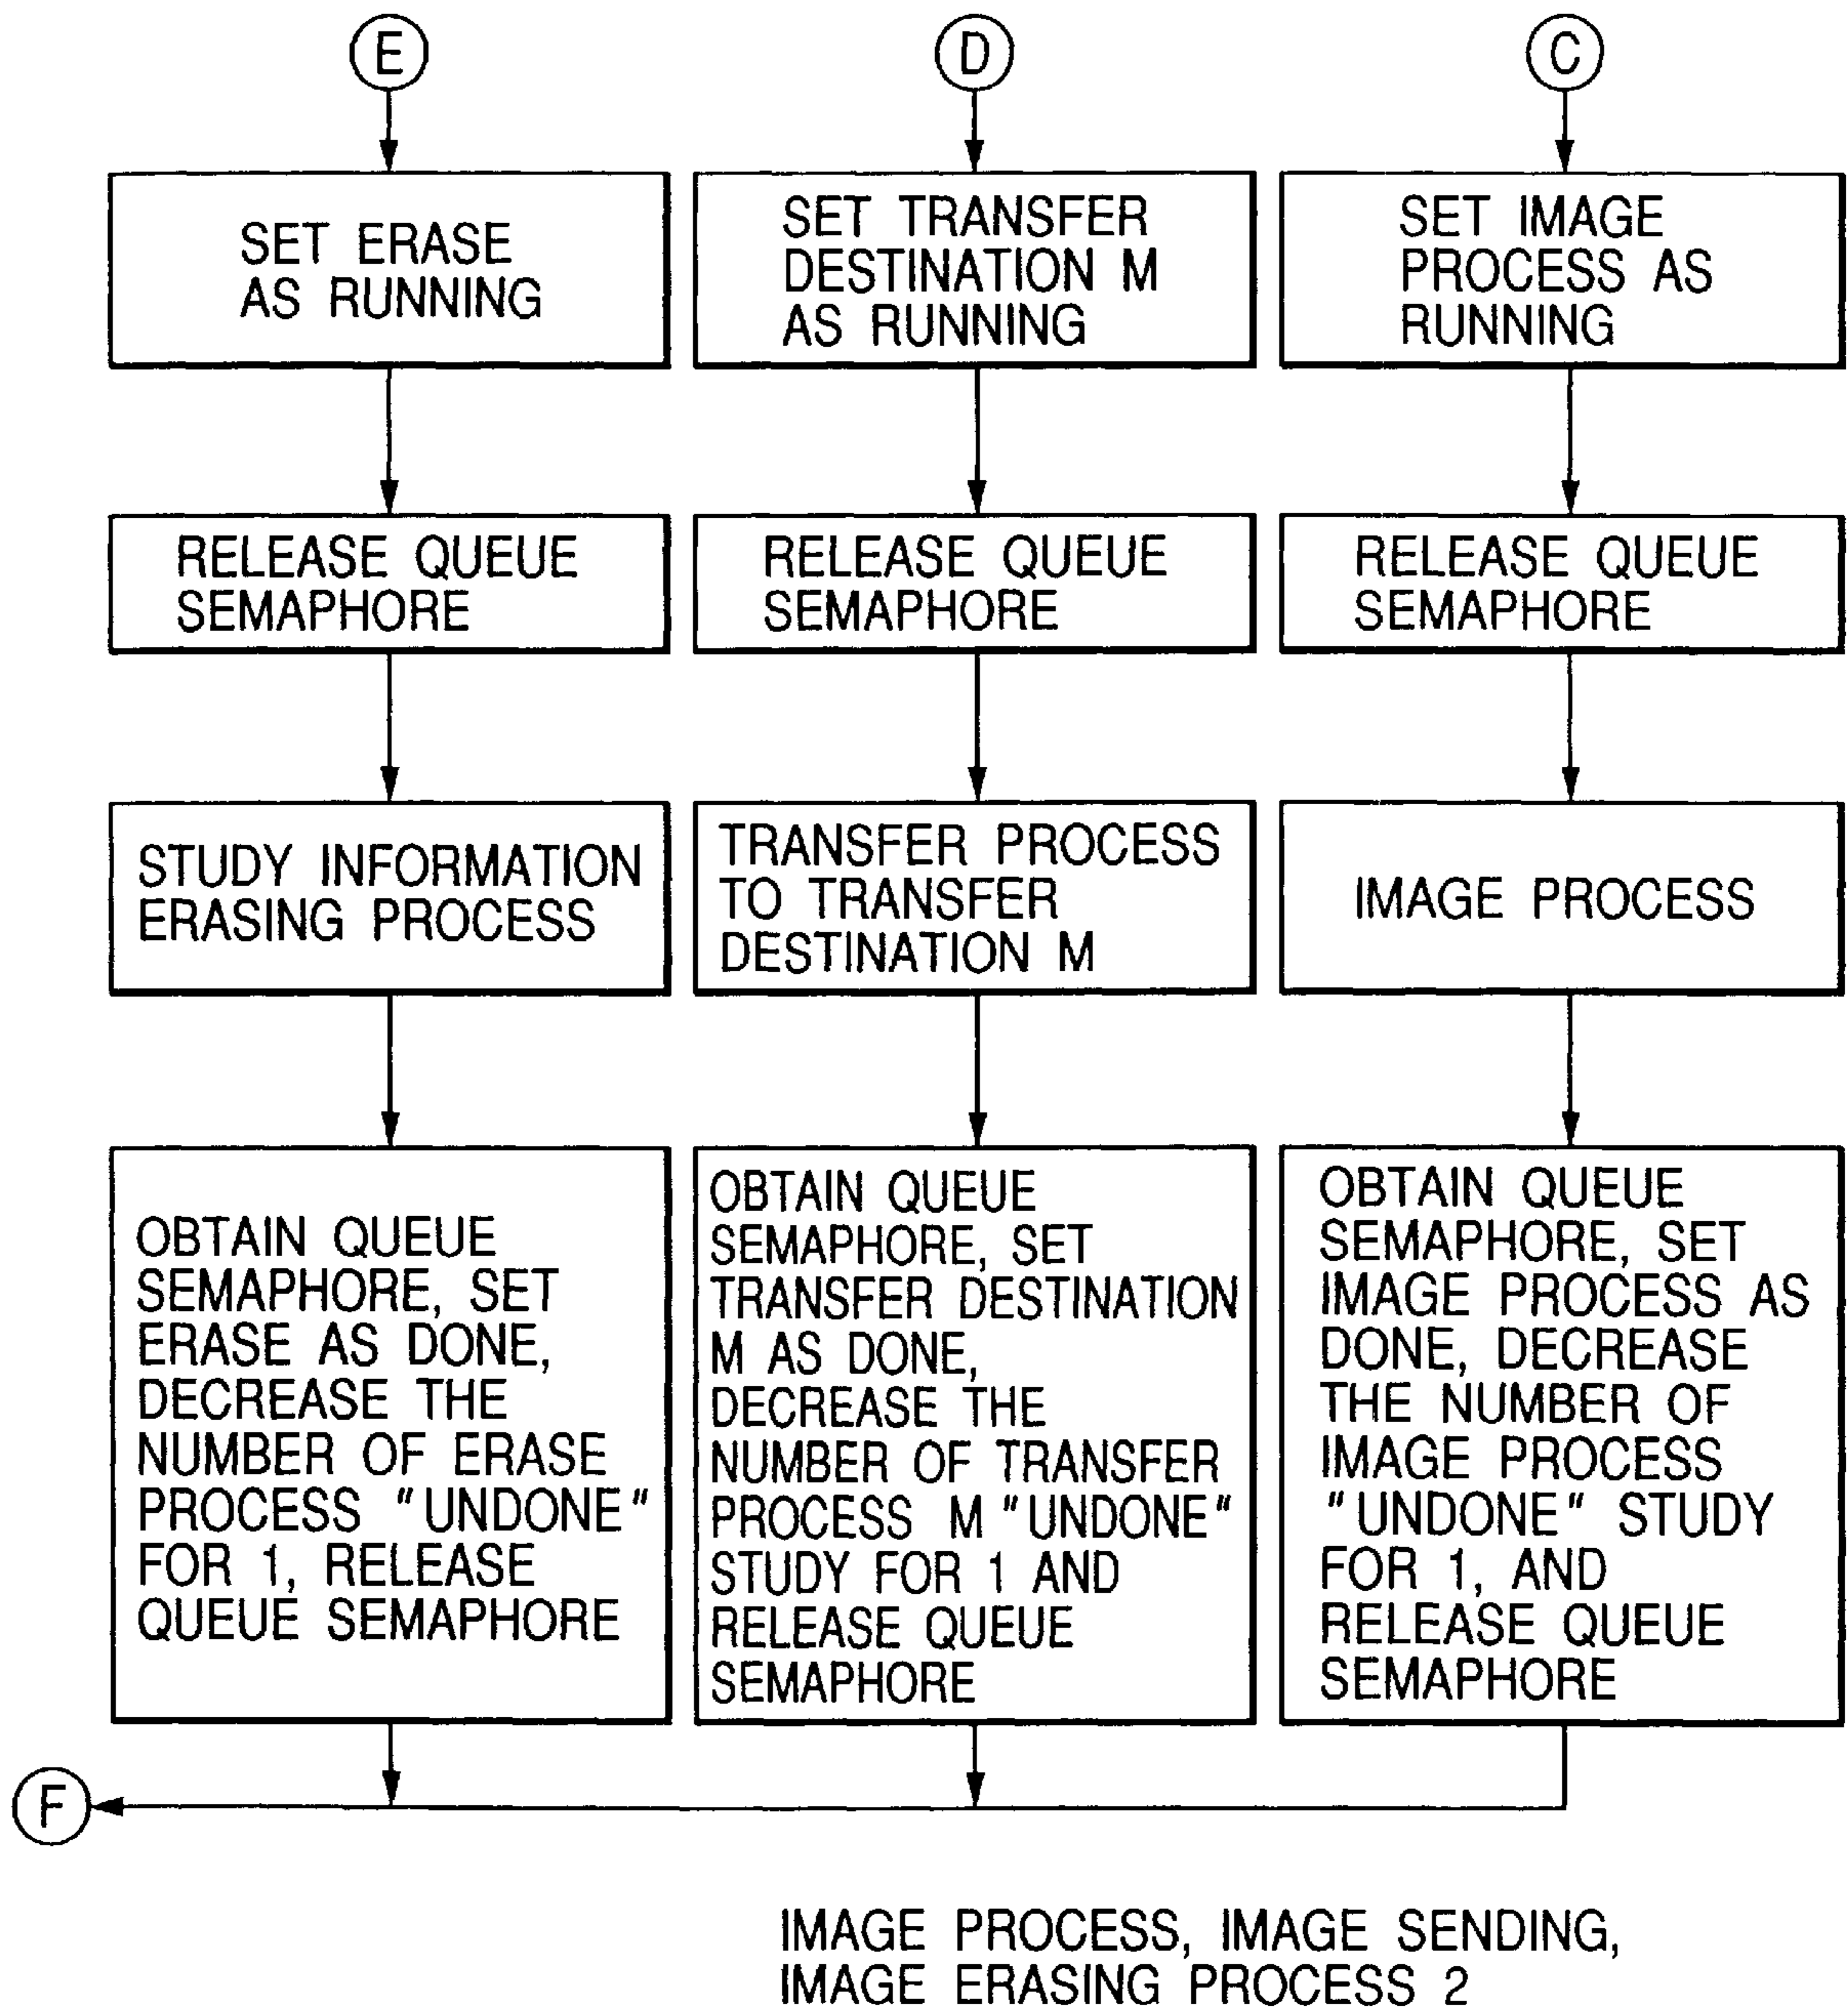 E
SET ERASE
AS RUNNING
RELEASE QUEUE
SEMAPHORE
STUDY INFORMATION
ERASING PROCESS
OBTAIN QUEUE
SEMAPHORE, SET
ERASE AS DONE,
DECREASE THE
NUMBER OF ERASE
PROCESS "UNDONE"
FOR 1, RELEASE
QUEUE SEMAPHORE
D
SET TRANSFER
DESTINATION M
AS RUNNING
RELEASE QUEUE
SEMAPHORE
TRANSFER PROCESS
TO TRANSFER
DESTINATION M
OBTAIN QUEUE
SEMAPHORE, SET
TRANSFER DESTINATION
M AS DONE,
DECREASE THE
NUMBER OF TRANSFER
PROCESS M "UNDONE"
STUDY FOR 1 AND
RELEASE QUEUE
SEMAPHORE
C
SET IMAGE
PROCESS AS
RUNNING
RELEASE QUEUE
SEMAPHORE
IMAGE PROCESS
OBTAIN QUEUE
SEMAPHORE, SET
IMAGE PROCESS AS
DONE, DECREASE
THE NUMBER OF
IMAGE PROCESS
"UNDONE" STUDY
FOR 1, AND
RELEASE QUEUE
SEMAPHORE
F
IMAGE PROCESS, IMAGE SENDING,
IMAGE ERASING PROCESS 2